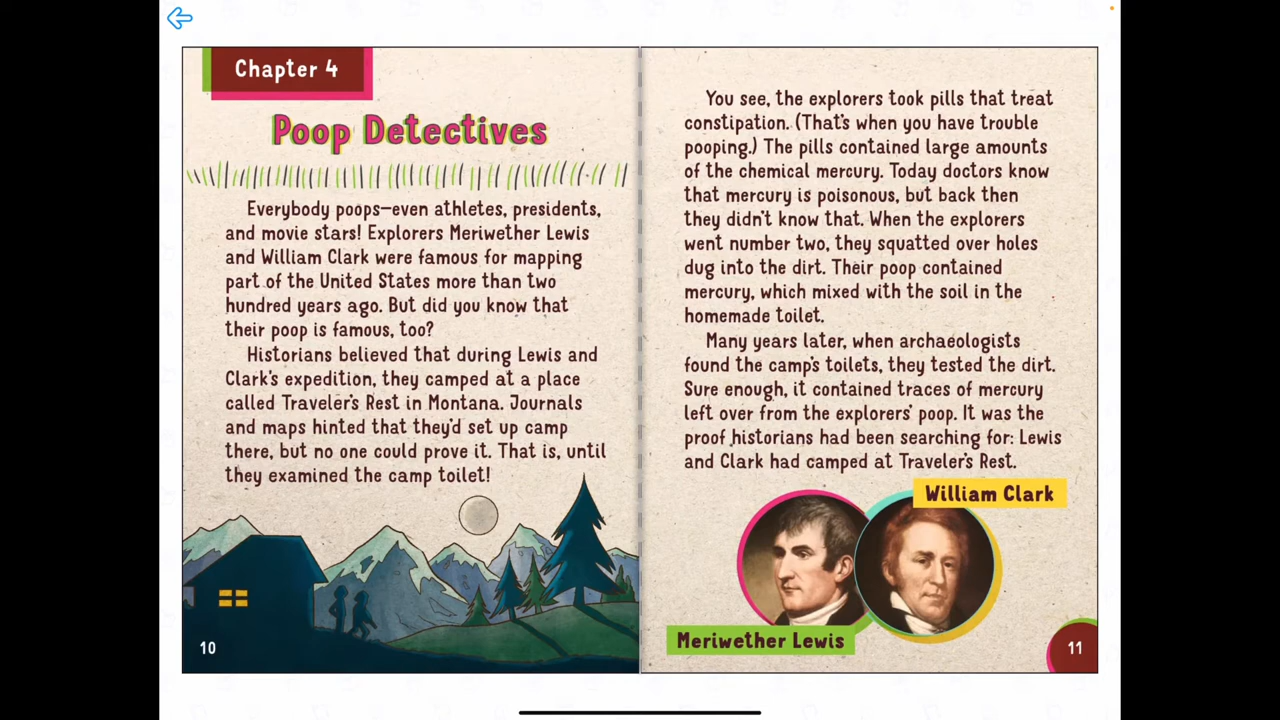 Chapter 4
Poop Detectives
Everybody poops—even athletes, presidents,
and movie stars! Explorers Meriwether Lewis
and William Clark were famous for mapping
part of the United States more than two
hundred years ago. But did you know that
their poop is famous, too?
Historians believed that during Lewis and
Clark's expedition, they camped at a place
called Traveler's Rest in Montana. Journals
and maps hinted that they'd set up camp
there, but no one could prove it. That is, until
they examined the camp toilet!
10
You see, the explorers took pills that treat
constipation. (That's when you have trouble
pooping.) The pills contained large amounts
of the chemical mercury. Today doctors know
that mercury is poisonous, but back then
they didn't know that. When the explorers
went number two, they squatted over holes
dug into the dirt. Their poop contained
mercury, which mixed with the soil in the
homemade toilet.
Many years later, when archaeologists
found the camp's toilets, they tested the dirt.
Sure enough, it contained traces of mercury
left over from the explorers' poop. It was the
proof historians had been searching for: Lewis
and Clark had camped at Traveler's Rest.
William Clark
Meriwether Lewis
11